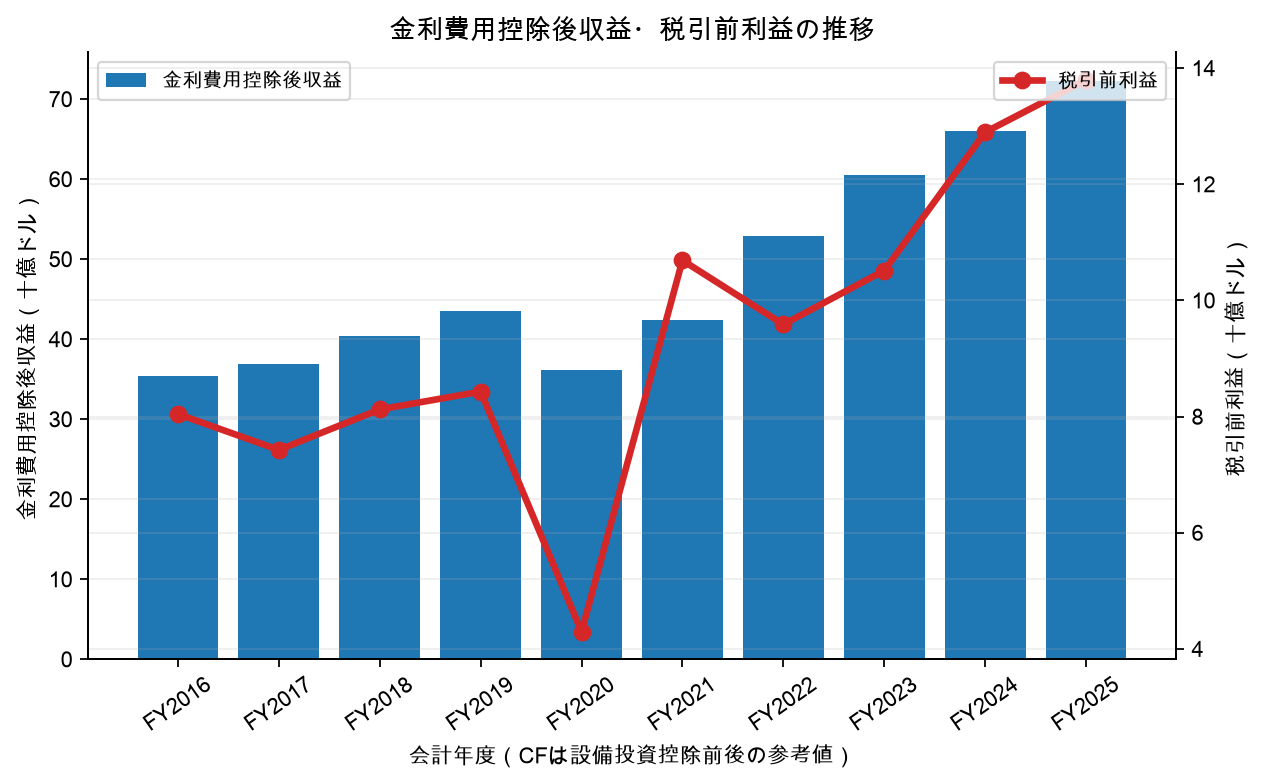 金利費用控除後収益・税引前利益の推移
金利費用控除後収益
税引前利益
金利費用控除後収益(十億ドル)
70
60
50
40
30
20
10
0
14
12
10
8
6
4
税引前利益(十億ドル)
FY2016
FY2017
FY2018
FY2019
FY2020
FY2021
FY2022
FY2023
FY2024
FY2025
会計年度(CFは設備投資控除前後の参考値)